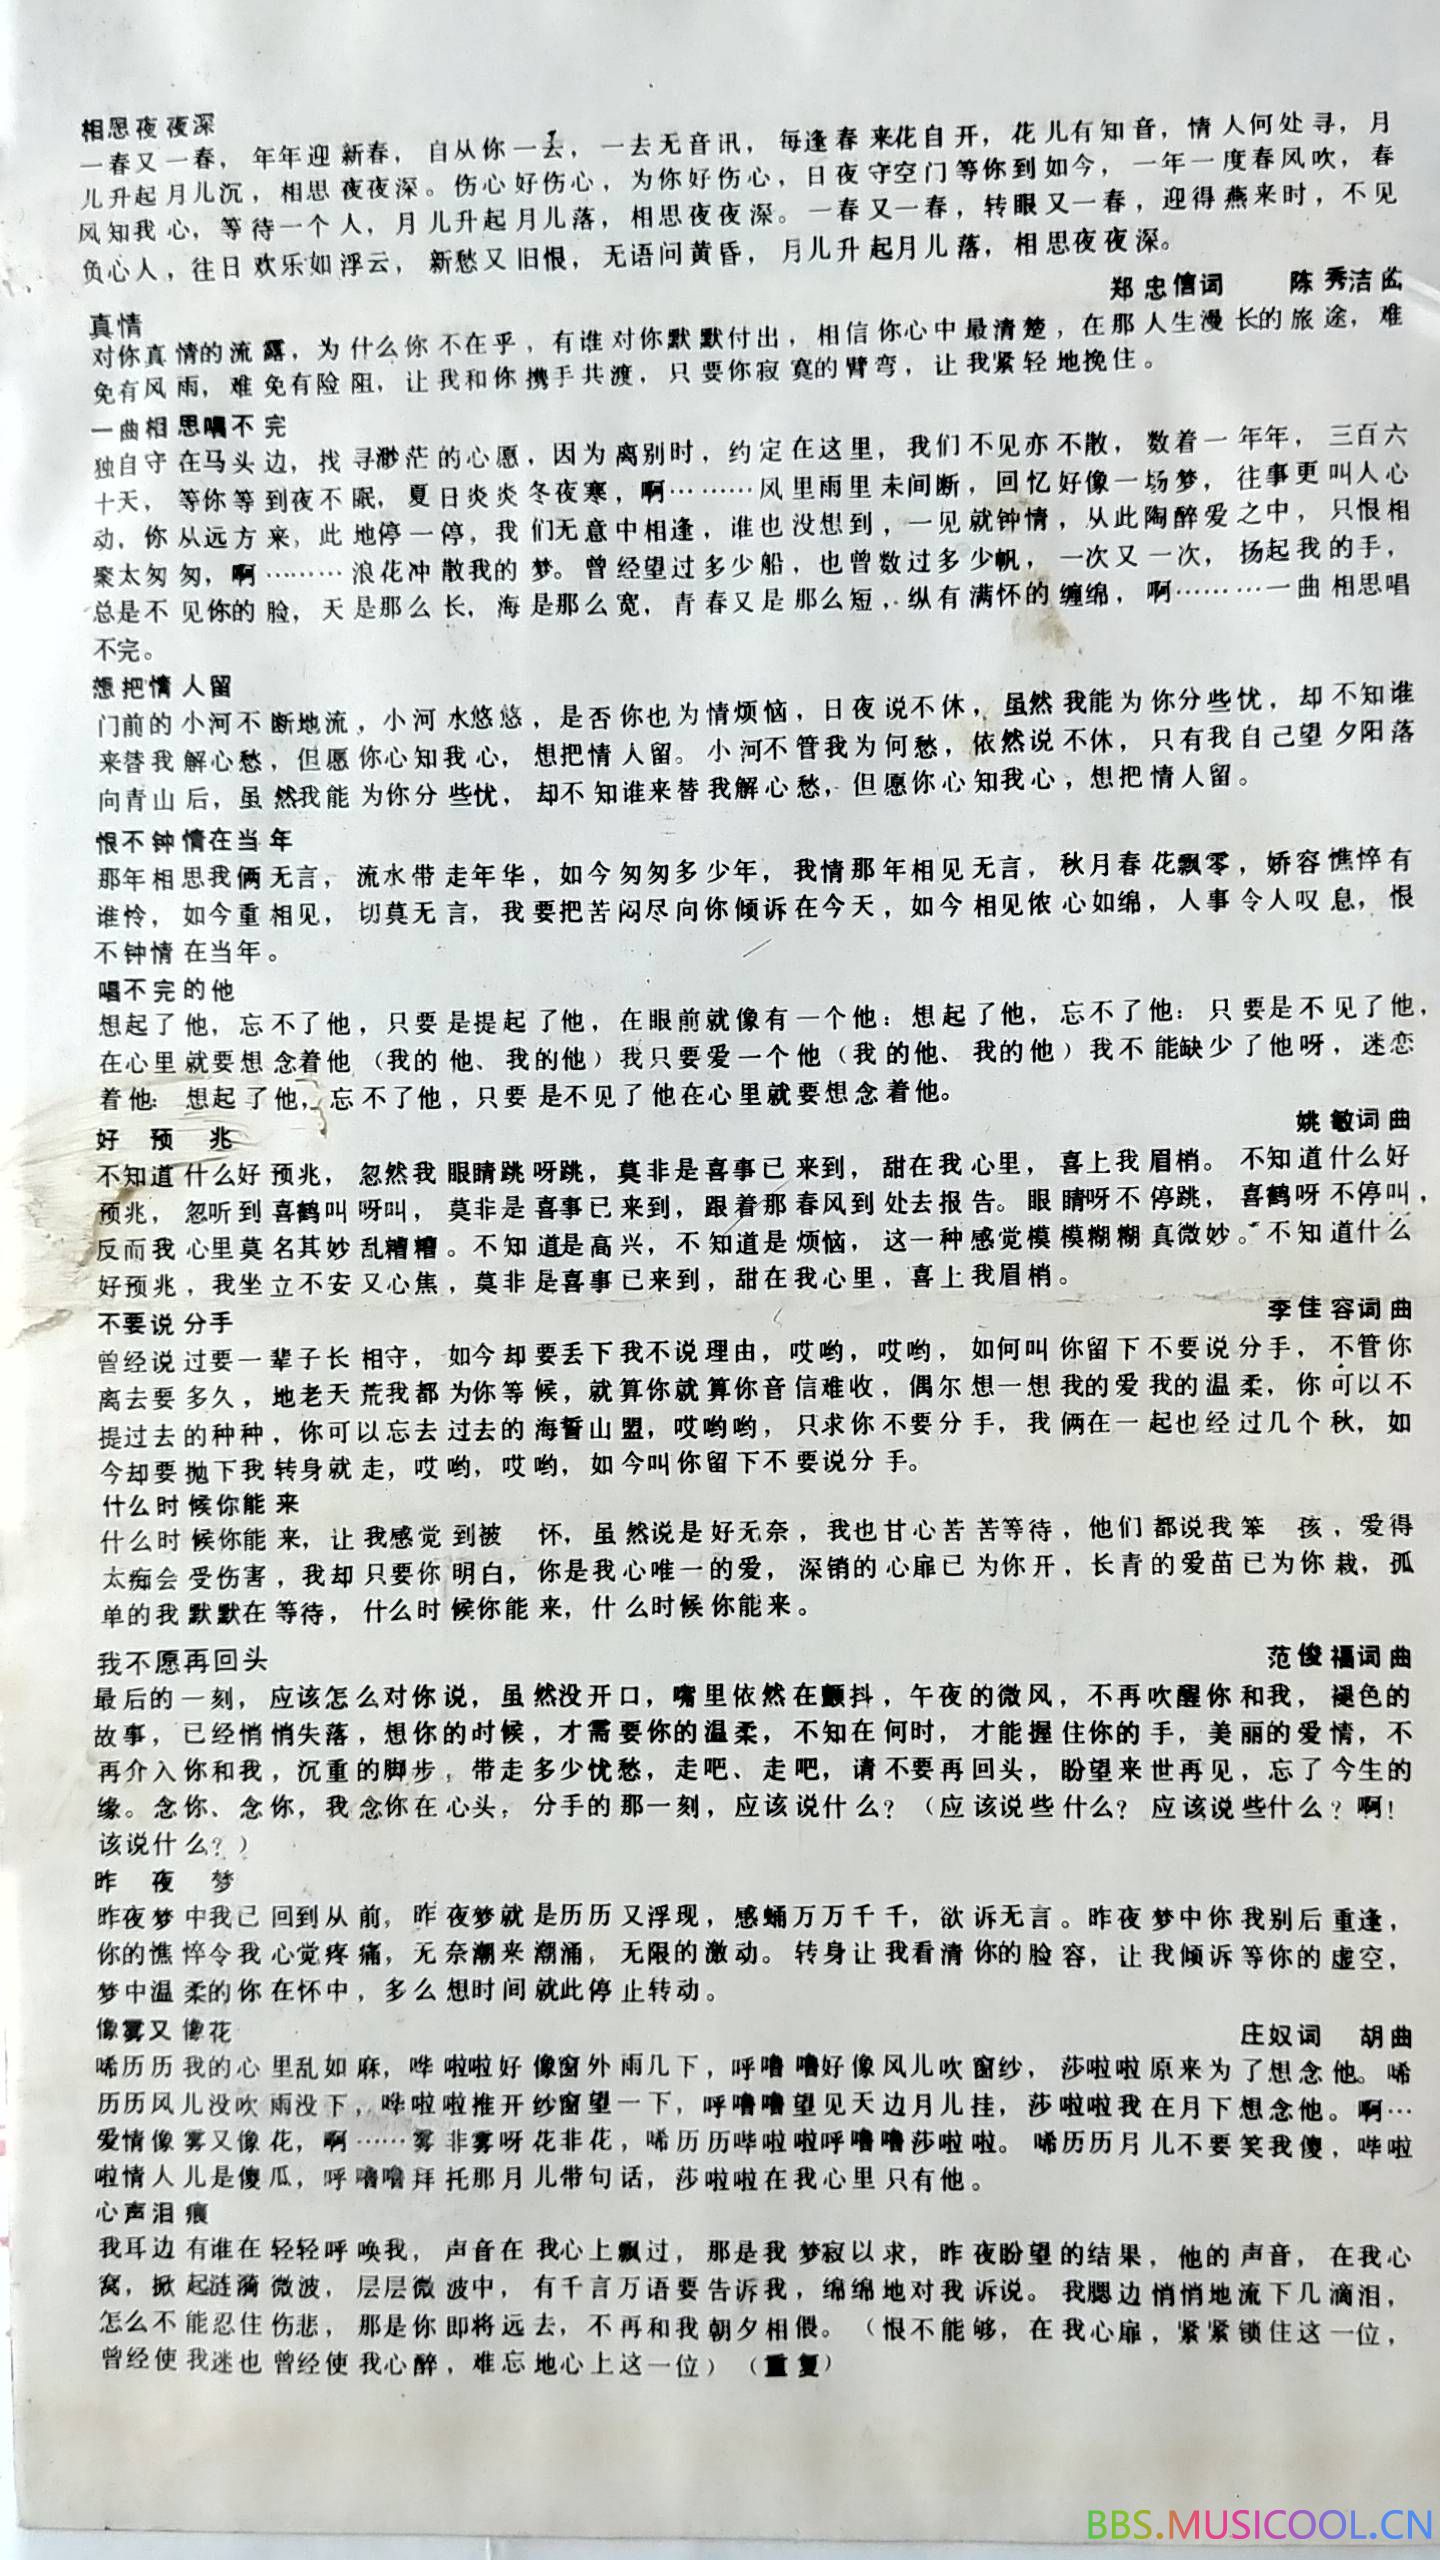 相思夜夜深
一春又一春，年年迎新春，自从你一去，一去无音讯，每逢春来花自开，花儿有知音，情人何处寻，月
儿升起月儿沉，相思夜夜深。伤心好伤心，为你好伤心，日夜守空门等你到如今，一年一度春风吹，春
风知我心，等待一个人，月儿升起月儿落，相思夜夜深。一春又一春，转眼又一春，迎得燕来时，不见
负心人，往日欢乐如浮云，新愁又旧恨，无语问黄昏，月儿升起月儿落，相思夜夜深。
真情 郑忠信词 陈秀洁曲
对你真情的流露，为什么你不在乎，有谁对你默默付出，相信你心中最清楚，在那人生漫长的旅途，难
免有风雨，难免有险阻，让我和你携手共渡，只要你寂寞的臂弯，让我紧轻地挽住。
一曲相思唱不完
独自守在马头边，找寻渺茫的心愿，因为离别时，约定在这里，我们不见亦不散，数着一年年，三百六
十天，等你等到夜不眠，夏日炎炎冬夜寒，啊………风里雨里未间断，回忆好像一场梦，往事更叫人心
动，你从远方来，此地停一停，我们无意中相逢，谁也没想到，一见就钟情，从此陶醉爱之中，只恨相
聚太匆匆，啊………浪花冲散我的梦。曾经望过多少船，也曾数过多少帆，一次又一次，扬起我的手，
总是不见你的脸，天是那么长，海是那么宽，青春又是那么短，纵有满怀的缠绵，啊………一曲相思唱
不完。
想把情人留
门前的小河不断地流，小河水悠悠，是否你也为情烦恼，日夜说不休，虽然我能为你分些忧，却不知谁
来替我解心愁，但愿你心知我心，想把情人留。小河不管我为何愁，依然说不休，只有我自己望夕阳落
向青山后，虽然我能为你分些忧，却不知谁来替我解心愁，但愿你心知我心，想把情人留。
恨不钟情在当年
那年相思我俩无言，流水带走年华，如今匆匆多少年，我情那年相见无言，秋月春花飘零，娇容憔悴有
谁怜，如今重相见，切莫无言，我要把苦闷尽向你倾诉在今天，如今相见侬心如绵，人事令人叹息，恨
不钟情在当年。
唱不完的他
想起了他，忘不了他，只要是提起了他，在眼前就像有一个他：想起了他，忘不了他：只要是不见了他，
在心里就要想念着他（我的他、我的他）我只要爱一个他（我的他、我的他）我不能缺少了他呀，迷恋
着他：想起了他，忘不了他，只要是不见了他在心里就要想念着他。
好预兆 姚敏词曲
不知道什么好预兆，忽然我眼睛跳呀跳，莫非是喜事已来到，甜在我心里，喜上我眉梢。不知道什么好
预兆，忽听到喜鹤叫呀叫，莫非是喜事已来到，跟着那春风到处去报告。眼睛呀不停跳，喜鹤呀不停叫，
反而我心里莫名其妙乱糟糟。不知道是高兴，不知道是烦恼，这一种感觉模模糊糊真微妙。不知道什么
好预兆，我坐立不安又心焦，莫非是喜事已来到，甜在我心里，喜上我眉梢。
不要说分手 李佳容词曲
曾经说过要一辈子长相守，如今却要丢下我不说理由，哎哟，哎哟，如何叫你留下不要说分手，不管你
离去要多久，地老天荒我都为你等候，就算你就算你音信难收，偶尔想一想我的爱我的温柔，你可以不
提过去的种种，你可以忘去过去的海誓山盟，哎哟哟，只求你不要分手，我俩在一起也经过几个秋，如
今却要抛下我转身就走，哎哟，哎哟，如今叫你留下不要说分手。
什么时候你能来
什么时候你能来，让我感觉到被 怀，虽然说是好无奈，我也甘心苦苦等待，他们都说我笨 孩，爱得
太痴会受伤害，我却只要你明白，你是我心唯一的爱，深销的心扉已为你开，长青的爱苗已为你栽，孤
单的我默默在等待，什么时候你能来，什么时候你能来。
我不愿再回头 范俊福词曲
最后的一刻，应该怎么对你说，虽然没开口，嘴里依然在颤抖，午夜的微风，不再吹醒你和我，褪色的
故事，已经悄悄失落，想你的时候，才需要你的温柔，不知在何时，才能握住你的手，美丽的爱情，不
再介入你和我，沉重的脚步，带走多少忧愁，走吧、走吧，请不要再回头，盼望来世再见，忘了今生的
缘。念你、念你，我念你在心头，分手的那一刻，应该说什么？（应该说些什么？应该说些什么？啊！
该说什么？）
昨夜梦
昨夜梦中我已回到从前，昨夜梦就是历历又浮现，感蛹万万千千，欲诉无言。昨夜梦中你我别后重逢，
你的憔悴令我心觉疼痛，无奈潮来潮涌，无限的激动。转身让我看清你的脸容，让我倾诉等你的虚空，
梦中温柔的你在怀中，多么想时间就此停止转动。
像雾又像花 庄奴词 胡曲
唏历历我的心里乱如麻，哗啦啦好像窗外雨几下，呼噜噜好像风儿吹窗纱，莎啦啦原来为了想念他。唏
历历风儿没吹雨没下，哗啦啦推开纱窗望一下，呼噜噜望见天边月儿挂，莎啦啦我在月下想念他。啊…
爱情像雾又像花，啊……雾非雾呀花非花，唏历历哗啦啦呼噜噜莎啦啦。唏历历月儿不要笑我傻，哗啦
啦情人儿是傻瓜，呼噜噜拜托那月儿带句话，莎啦啦在我心里只有他。
心声泪痕
我耳边有谁在轻轻呼唤我，声音在我心上飘过，那是我梦寂以求，昨夜盼望的结果，他的声音，在我心
窝，掀起涟漪微波，层层微波中，有千言万语要告诉我，绵绵地对我诉说。我腮边悄悄地流下几滴泪，
怎么不能忍住伤悲，那是你即将远去，不再和我朝夕相偎。（恨不能够，在我心扉，紧紧锁住这一位，
曾经使我迷也曾经使我心醉，难忘地心上这一位）（重复）
BBS.MUSICOOL.CN